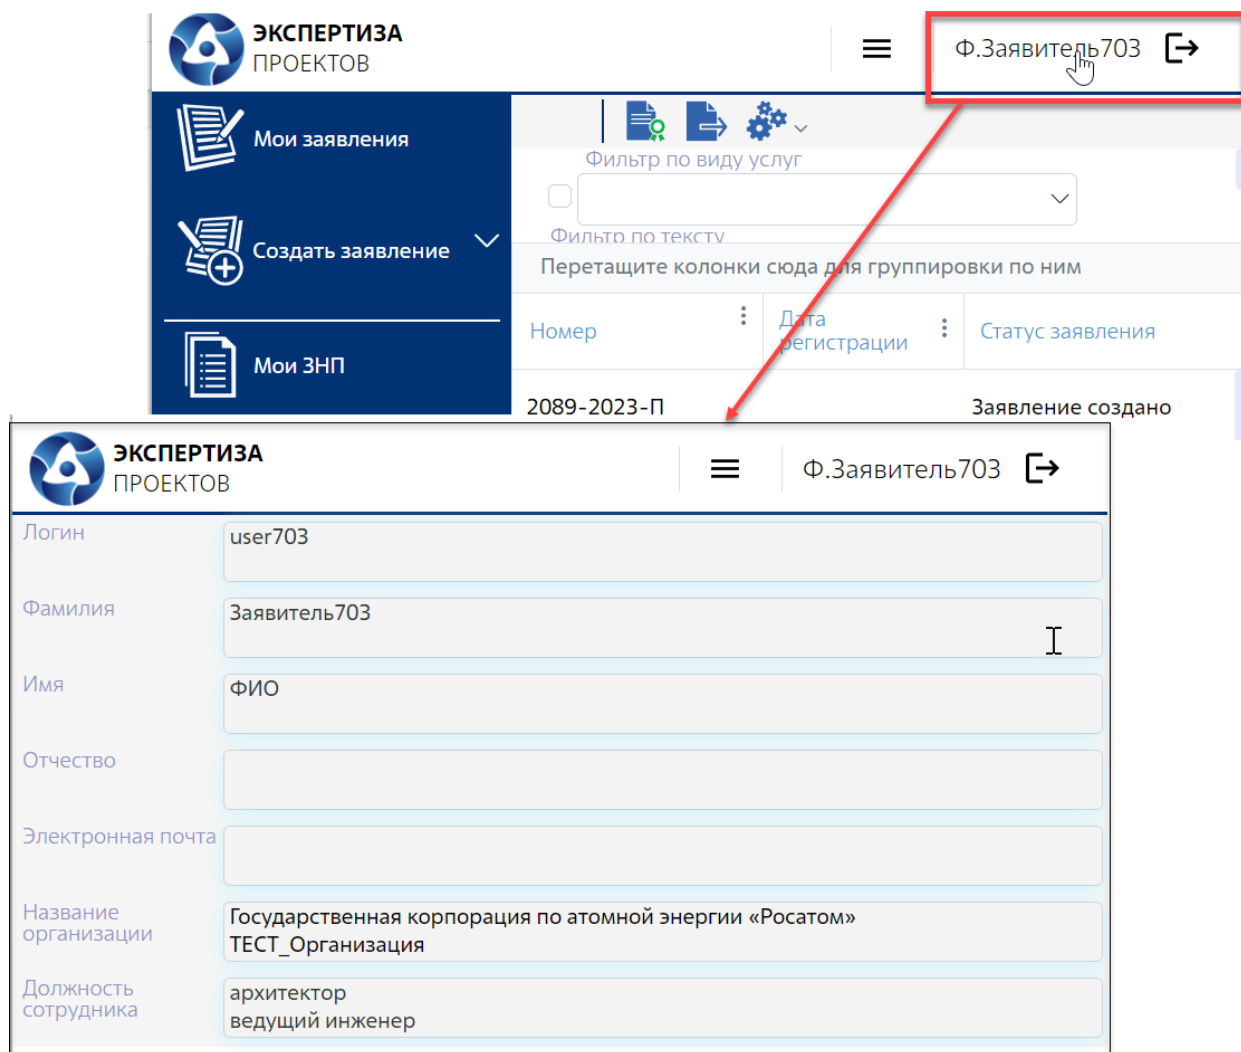 ЭКСПЕРТИЗА
ПРОЕКТОВ
Ф.Заявитель703
Мои заявления
Создать заявление
Мои ЗНП
Фильтр по виду услуг
Фильтр по тексту
Перетащите колонки сюда для группировки по ним
Номер
Дата
регистрации
Статус заявления
2089-2023-П
Заявление создано
ЭКСПЕРТИЗА
ПРОЕКТОВ
Ф.Заявитель703
Логин
user703
Фамилия
Заявитель703
Имя
ФИО
Отчество
Электронная почта
Название
организации
Государственная корпорация по атомной энергии «Росатом»
ТЕСТ_Организация
Должность
сотрудника
архитектор
ведущий инженер